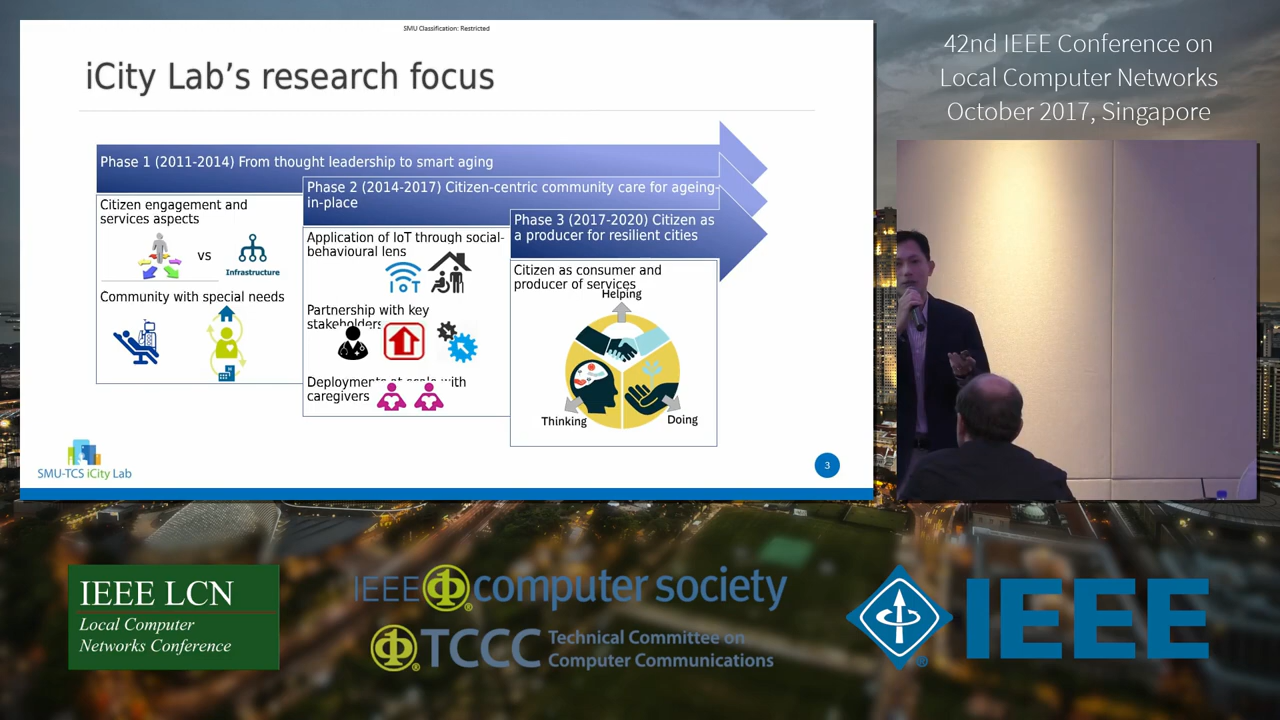 SMU Classification: Restricted
iCity Lab's research focus
Phase 1 (2011-2014) From thought leadership to smart aging
Citizen engagement and
services aspects
vs
Infrastructure
Community with special needs
Phase 2 (2014-2017) Citizen-centric community care for ageing-
in-place
Application of IoT through social-
behavioural lens
IoT
Partnership with key
stakeholders
Deployments at scale with
caregivers
Phase 3 (2017-2020) Citizen as
a producer for resilient cities
Citizen as consumer and
producer of services
Helping
Thinking
Doing
SMU-TCS iCity Lab
3
42nd IEEE Conference on
Local Computer Networks
October 2017, Singapore
IEEE LCN
Local Computer
Networks Conference
IEEE computer society
TCCC Technical Committee on
Computer Communications
IEEE